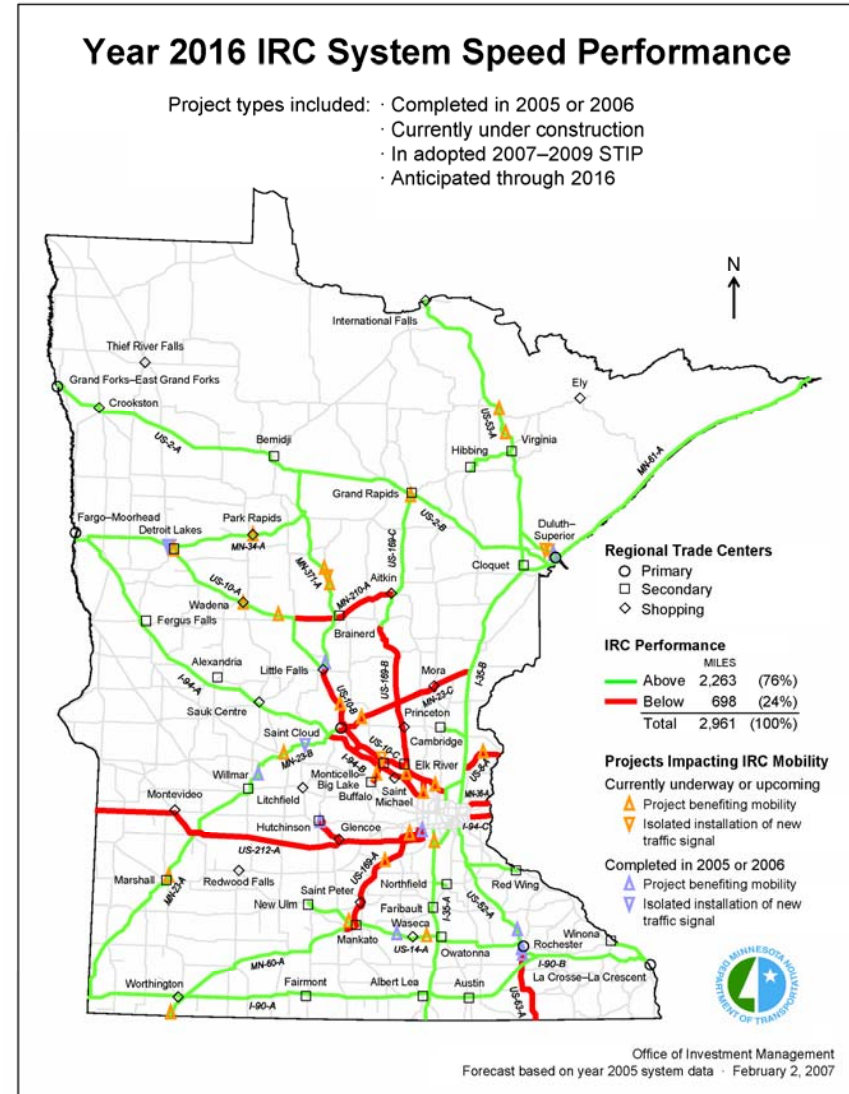 Year 2016 IRC System Speed Performance
Project types included: · Completed in 2005 or 2006
· Currently under construction
· In adopted 2007–2009 STIP
· Anticipated through 2016
N
International Falls
Thief River Falls
Grand Forks–East Grand Forks
Ely
Crookston
US-53-A
US-2-A
Bemidji
Virginia
Hibbing
MN-61-A
Grand Rapids
US-2-B
Fargo–Moorhead
Park Rapids
Detroit Lakes
MN-34-A
US-169-C
Duluth–
Superior
Cloquet
MN-371-A
Aitkin
US-10-A
MN-210-A
Wadena
Brainerd
Fergus Falls
Alexandria
Little Falls
I-94-A
US-10-B
US-169-B
Mora
MN-23-C
I-35-B
Sauk Centre
Princeton
Saint Cloud
Cambridge
US-10-C
MN-23-B
I-94-B
Elk River
US-8-A
Monticello–
Big Lake
Willmar
Buffalo
Saint
Michael
MN-36-A
Litchfield
Montevideo
I-94-C
Hutchinson
Glencoe
US-212-A
US-169-A
Marshall
MN-23-A
Redwood Falls
Saint Peter
Northfield
Red Wing
New Ulm
Faribault
I-35-A
US-52-A
Waseca
Mankato
US-14-A
Owatonna
Rochester
Winona
MN-60-A
I-90-B
La Crosse–La Crescent
Worthington
Fairmont
Albert Lea
Austin
I-90-A
US-63-A
Regional Trade Centers
Primary
Secondary
Shopping
IRC Performance
MILES
Above 2,263 (76%)
Below 698 (24%)
Total 2,961 (100%)
Projects Impacting IRC Mobility
Currently underway or upcoming
Project benefiting mobility
Isolated installation of new
traffic signal
Completed in 2005 or 2006
Project benefiting mobility
Isolated installation of new
traffic signal
MINNESOTA DEPARTMENT OF TRANSPORTATION
Office of Investment Management
Forecast based on year 2005 system data · February 2, 2007